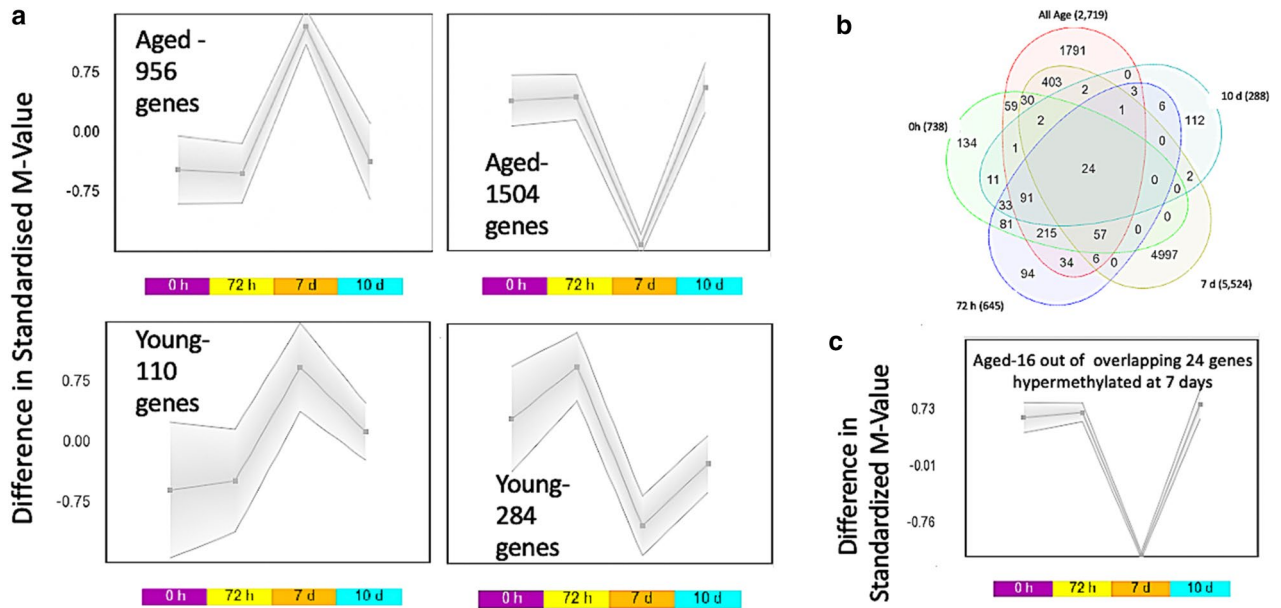 a
Difference in Standardised M-Value
0.75
0.00
-0.75
Aged -
956
genes
Aged-
1504
genes
0 h 72 h 7 d 10 d
0 h 72 h 7 d 10 d
0.75
0.00
-0.75
Young-
110
genes
Young-
284
genes
0 h 72 h 7 d 10 d
0 h 72 h 7 d 10 d
b
All Age (2,719)
10 d (288)
0h (738)
72 h (645)
7 d (5,524)
1791
0
403 2 3
59 30 1 6 112
2
134 1 0
24
11 0 0 2
33 91 0
81 215 57 0
34 6 0 4997
94
c
Difference in
Standardized M-Value
Aged-16 out of overlapping 24 genes
hypermethylated at 7 days
0.73
-0.01
-0.76
0 h 72 h 7 d 10 d